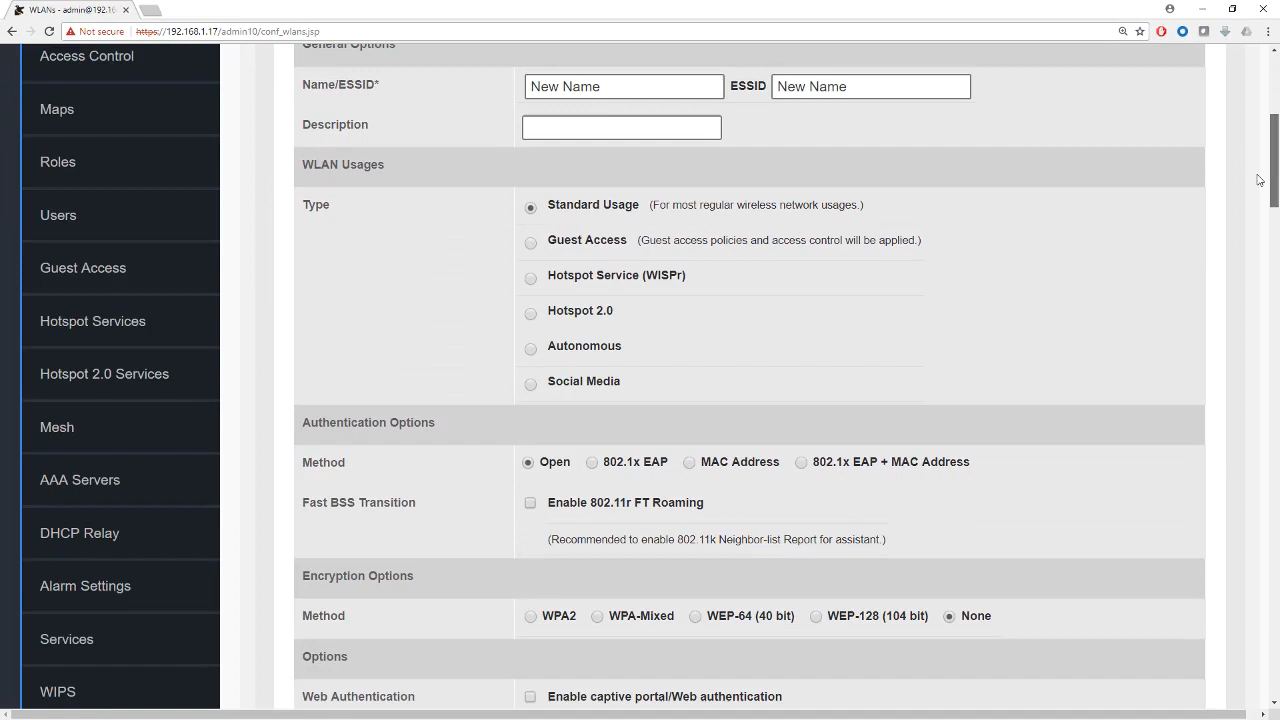 WLANs - admin@192.16
Not secure
https://192.168.1.17/admin10/conf_wlans.jsp
Access Control
Maps
Roles
Users
Guest Access
Hotspot Services
Hotspot 2.0 Services
Mesh
AAA Servers
DHCP Relay
Alarm Settings
Services
WIPS
General Options
Name/ESSID* New Name ESSID New Name
Description
WLAN Usages
Type Standard Usage (For most regular wireless network usages.)
Guest Access (Guest access policies and access control will be applied.)
Hotspot Service (WISPr)
Hotspot 2.0
Autonomous
Social Media
Authentication Options
Method Open 802.1x EAP MAC Address 802.1x EAP + MAC Address
Fast BSS Transition Enable 802.11r FT Roaming
(Recommended to enable 802.11k Neighbor-list Report for assistant.)
Encryption Options
Method WPA2 WPA-Mixed WEP-64 (40 bit) WEP-128 (104 bit) None
Options
Web Authentication Enable captive portal/Web authentication